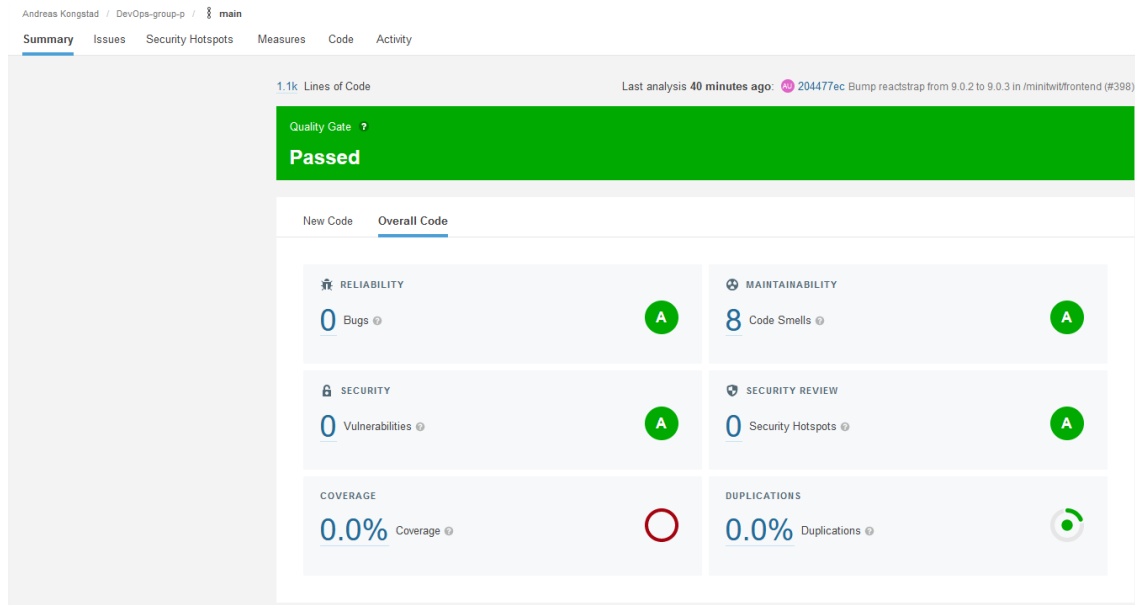 Andreas Kongstad / DevOps-group-p / main
Summary Issues Security Hotspots Measures Code Activity
1.1k Lines of Code Last analysis 40 minutes ago: AU 204477ec Bump reactstrap from 9.0.2 to 9.0.3 in /minitwit/frontend (#398)
Quality Gate ?
Passed
New Code Overall Code
RELIABILITY
0 Bugs ?
A
MAINTAINABILITY
8 Code Smells ?
A
SECURITY
0 Vulnerabilities ?
A
SECURITY REVIEW
0 Security Hotspots ?
A
COVERAGE
0.0% Coverage ?
DUPLICATIONS
0.0% Duplications ?